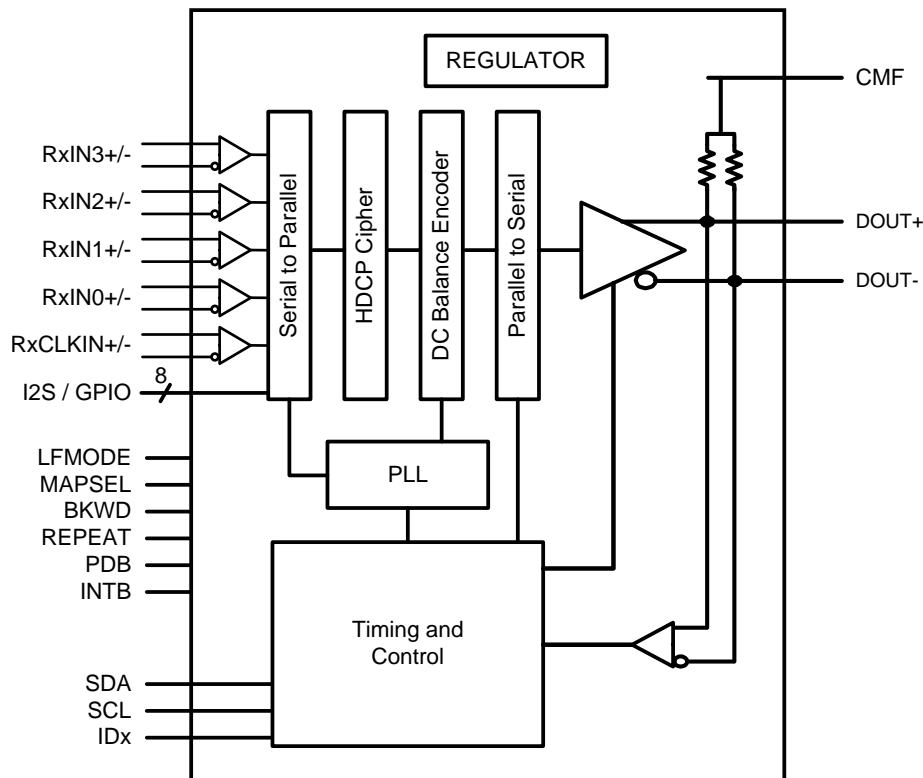 REGULATOR
CMF
RxIN3+/-
RxIN2+/-
RxIN1+/-
RxIN0+/-
RxCLKIN+/-
I2S / GPIO
8
Serial to Parallel
HDCP Cipher
DC Balance Encoder
Parallel to Serial
DOUT+
DOUT-
LFMODE
MAPSEL
BKWD
REPEAT
PDB
INTB
PLL
Timing and
Control
SDA
SCL
IDx